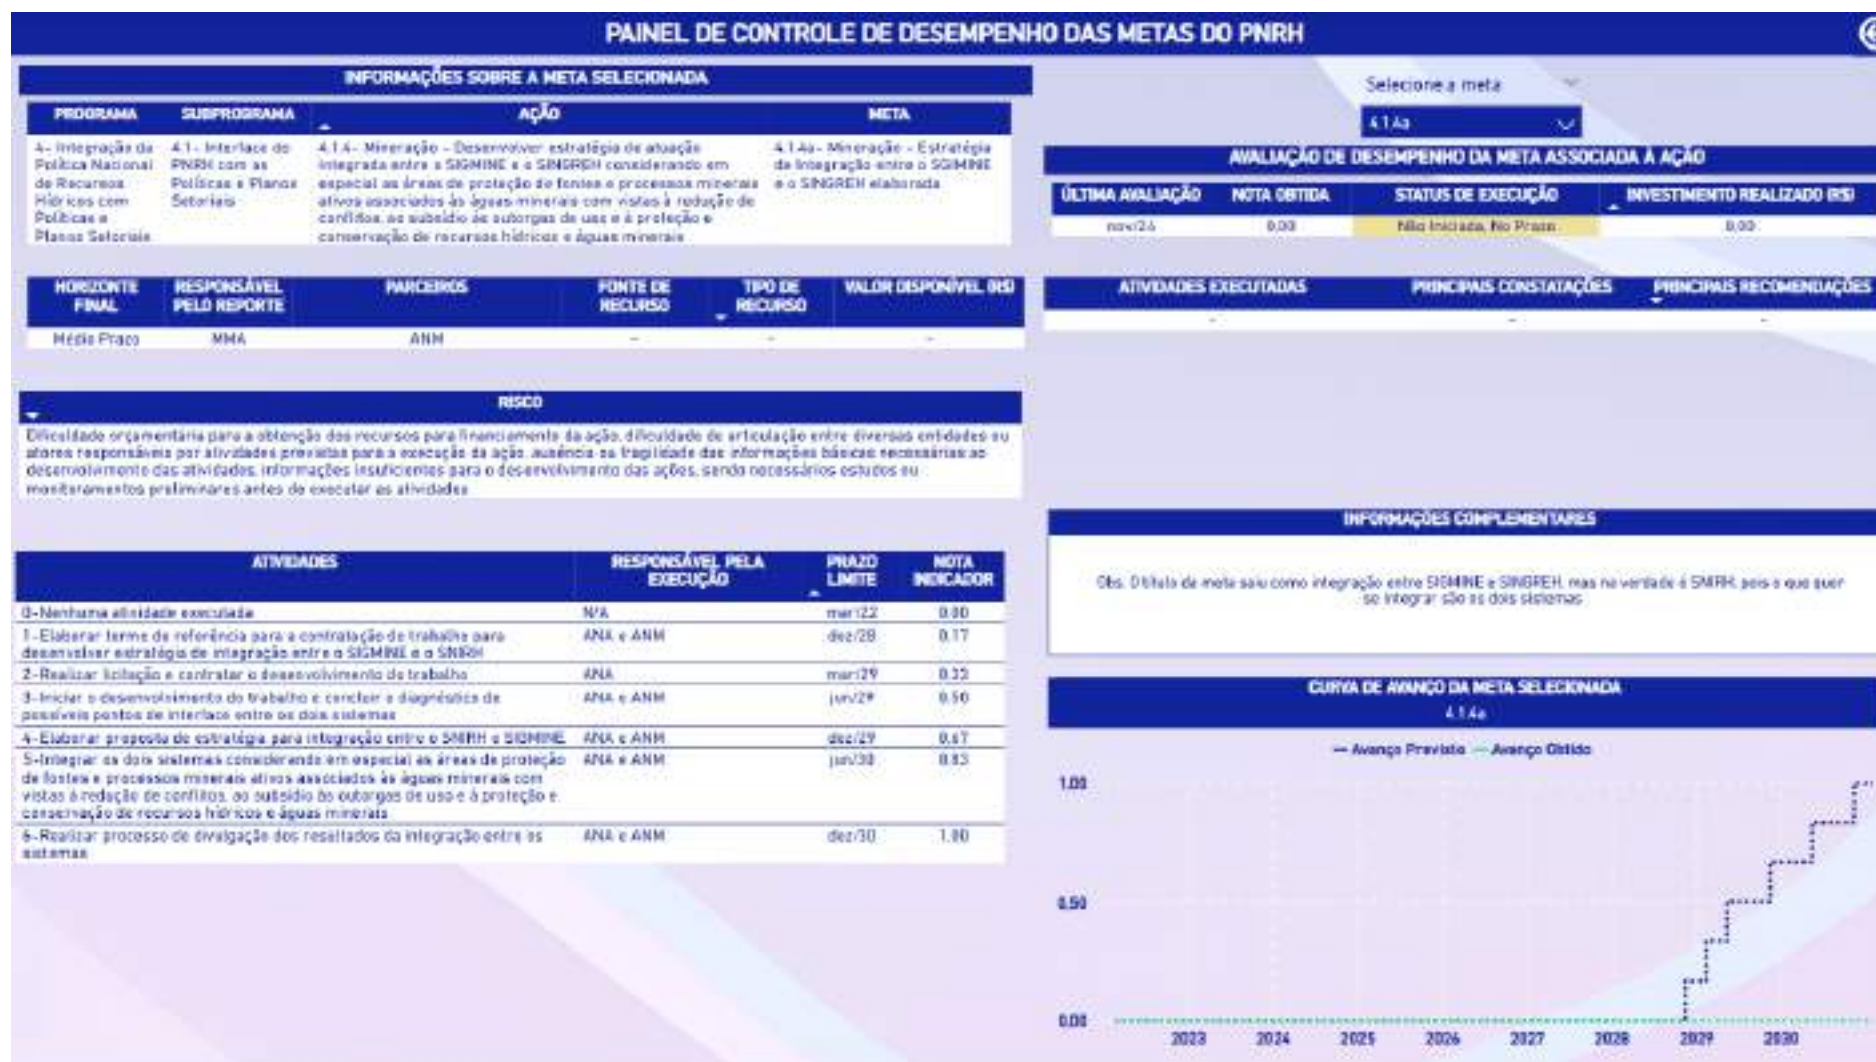 PAINEL DE CONTROLE DE DESEMPENHO DAS METAS DO PNRH
INFORMAÇÕES SOBRE A META SELECIONADA
PROGRAMA SUBPROGRAMA AÇÃO META
4- Integração da Política Nacional de Recursos Hídricos com Políticas e Planos Setoriais
4.1- Interface do PNRH com as Políticas e Planos Setoriais
4.1.4- Mineração - Desenvolver estratégia de atuação
integrada entre a SIGMINE e o SINGREH considerando em
especial as áreas de proteção de fontes e processos minerais
ativos associados às águas minerais com vistas à redução de
conflitos, ao subsídio às outorgas de uso e à proteção e
conservação de recursos hídricos e águas minerais
4.1.4a- Mineração - Estratégia
de Integração entre o SGIMINE
e o SINGREH elaborada
Selecione a meta
4.1.4a
AVALIAÇÃO DE DESEMPENHO DA META ASSOCIADA À AÇÃO
ÚLTIMA AVALIAÇÃO NOTA OBTIDA STATUS DE EXECUÇÃO INVESTIMENTO REALIZADO (R$)
nov/24 0,00 Não Iniciada, No Prazo 0,00
HORIZONTE FINAL RESPONSÁVEL PELO REPORTE PARCEIROS FONTE DE RECURSO TIPO DE RECURSO VALOR DISPONÍVEL (R$)
Médio Prazo MMA ANM - - -
ATIVIDADES EXECUTADAS PRINCIPAIS CONSTATAÇÕES PRINCIPAIS RECOMENDAÇÕES
- - -
RISCO
Dificuldade orçamentária para a obtenção dos recursos para financiamento da ação, dificuldade de articulação entre diversas entidades ou
atores responsáveis por atividades previstas para a execução da ação, ausência ou fragilidade das informações básicas necessárias ao
desenvolvimento das atividades, informações insuficientes para o desenvolvimento das ações, sendo necessários estudos ou
monitoramentos preliminares antes de executar as atividades
INFORMAÇÕES COMPLEMENTARES
Obs. O título da meta saiu como integração entre SIGMINE e SINGREH, mas na verdade é SNIRH, pois o que quer
se integrar são os dois sistemas
ATIVIDADES RESPONSÁVEL PELA EXECUÇÃO PRAZO LIMITE NOTA INDICADOR
0-Nenhuma atividade executada N/A mar/22 0.00
1-Elaborar termo de referência para a contratação do trabalho para ANA e ANM dez/28 0.17
desenvolver estratégia de integração entre o SIGMINE e o SNIRH
2-Realizar licitação e contratar o desenvolvimento do trabalho ANA mar/29 0.33
3-Iniciar o desenvolvimento do trabalho e concluir o diagnóstico de ANA e ANM jun/29 0.50
possíveis pontos de interface entre os dois sistemas
4-Elaborar proposta de estratégia para integração entre o SNIRH e SIGMINE ANA e ANM dez/29 0.67
5-Integrar os dois sistemas considerando em especial as áreas de proteção ANA e ANM jun/30 0.83
de fontes e processos minerais ativos associados às águas minerais com
vistas à redução de conflitos, ao subsídio às outorgas de uso e à proteção e
conservação de recursos hídricos e águas minerais
6-Realizar processo de divulgação dos resultados da integração entre os ANA e ANM dez/30 1.00
sistemas
CURVA DE AVANÇO DA META SELECIONADA
4.1.4a
Avanço Previsto Avanço Obtido
1.00
0.50
0.00
2023 2024 2025 2026 2027 2028 2029 2030